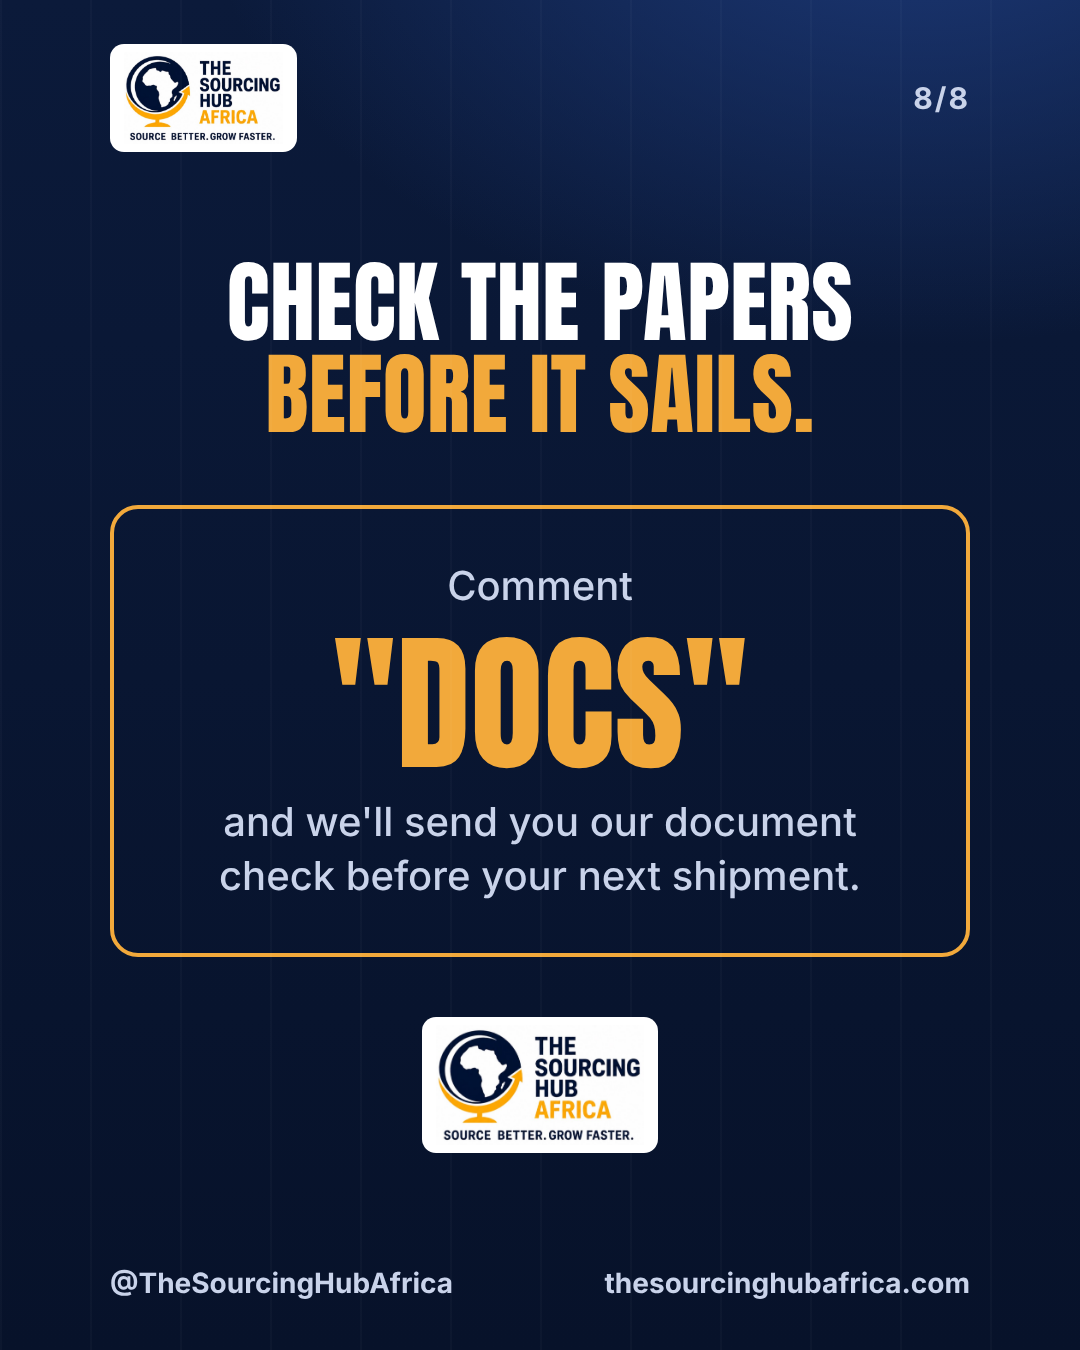 THE
SOURCING
HUB
AFRICA
SOURCE BETTER. GROW FASTER.
8/8
CHECK THE PAPERS
BEFORE IT SAILS.
Comment
"DOCS"
and we'll send you our document
check before your next shipment.
THE
SOURCING
HUB
AFRICA
SOURCE BETTER. GROW FASTER.
@TheSourcingHubAfrica
thesourcinghubafrica.com